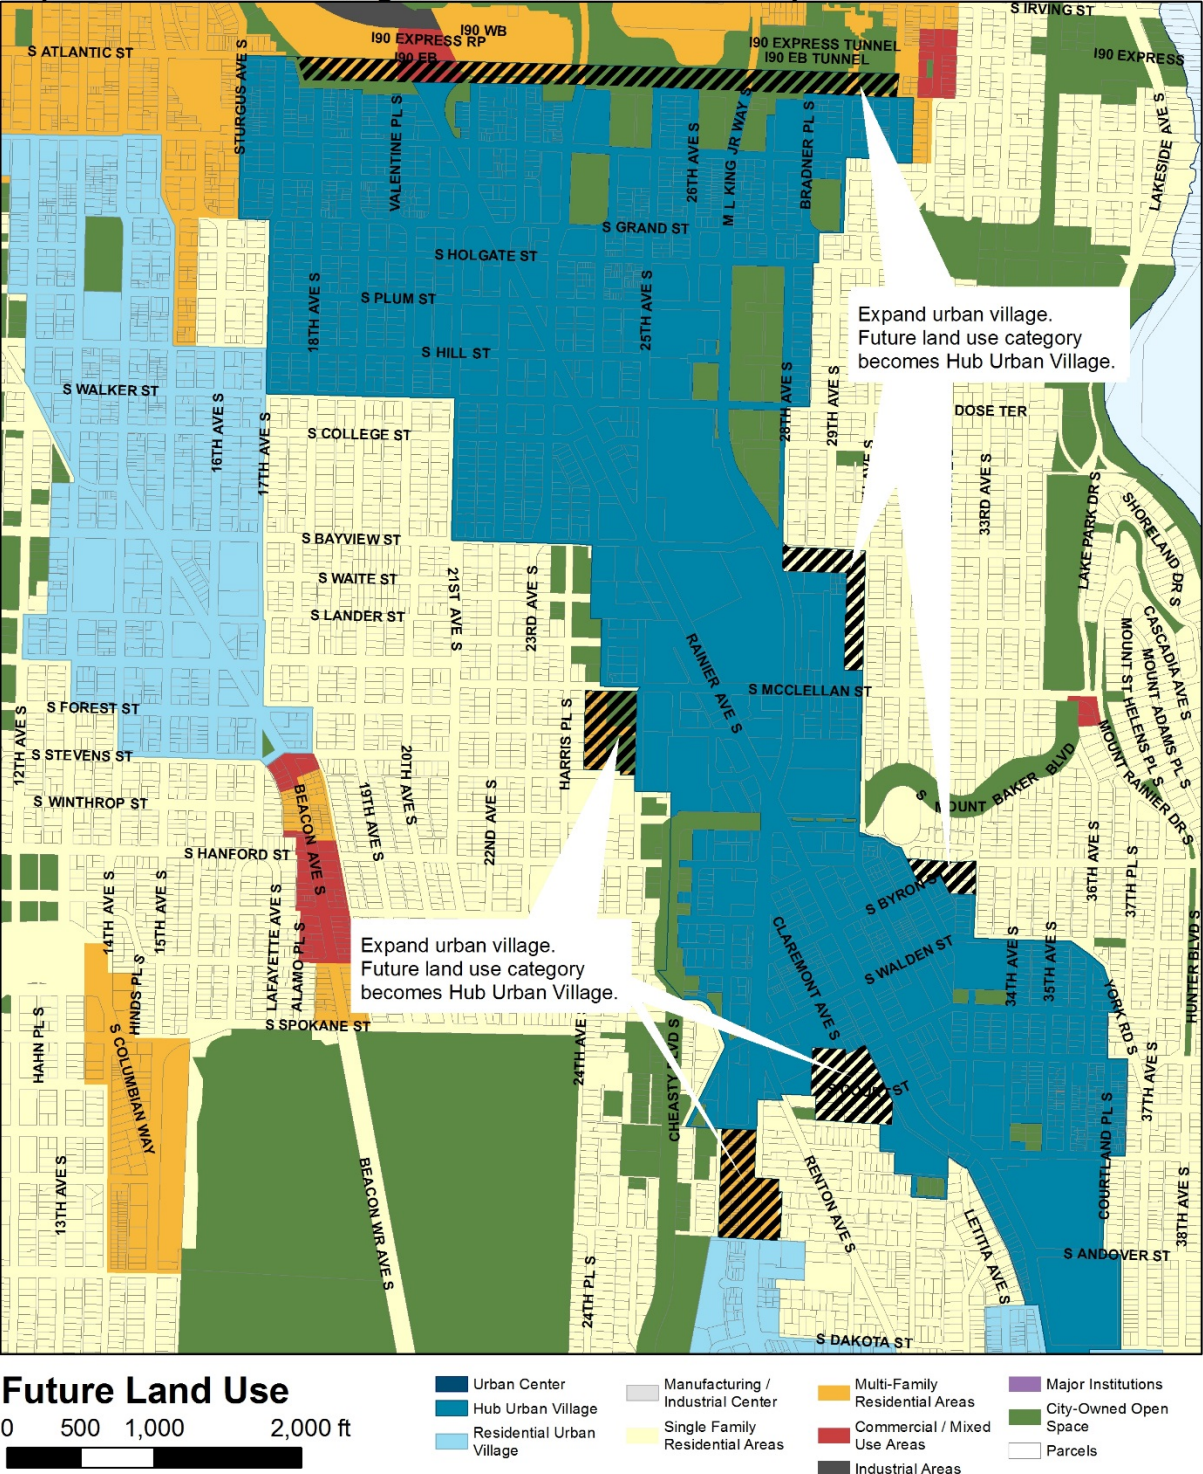 S IRVING ST
I90 WB
I90 EXPRESS RP
I90 EB
I90 EXPRESS TUNNEL
I90 EB TUNNEL
I90 EXPRESS
S ATLANTIC ST
STURGUS AVE S
VALENTINE PL S
26TH AVE S
M L KING JR WAY S
BRADNER PL S
LAKESIDE AVE S
S GRAND ST
S HOLGATE ST
S PLUM ST
18TH AVE S
25TH AVE S
S HILL ST
Expand urban village.
Future land use category
becomes Hub Urban Village.
S WALKER ST
16TH AVE S
17TH AVE S
28TH AVE S
29TH AVE S
DOSE TER
S COLLEGE ST
AVE S
33RD AVE S
LAKE PARK DR S
SHORELAND DR S
S BAYVIEW ST
S WAITE ST
S LANDER ST
21ST AVE S
23RD AVE S
RAINIER AVE S
CASCADIA AVE S
MOUNT ADAMS PL S
MOUNT ST HELENS PL S
MOUNT RAINIER DR S
S MCCLELLAN ST
S FOREST ST
S STEVENS ST
12TH AVE S
HARRIS PL S
20TH AVE S
19TH AVE S
22ND AVE S
S WINTHROP ST
BEACON AVE S
S MOUNT BAKER BLVD
S HANFORD ST
36TH AVE S
37TH PL S
14TH AVE S
15TH AVE S
LAFAYETTE AVE S
ALAMO PL S
S BYRON S
S WALDEN ST
CLAREMONT AVE S
34TH AVE S
35TH AVE S
HUNTER BLVD S
Expand urban village.
Future land use category
becomes Hub Urban Village.
HINDS PL S
HAHN PL S
S COLUMBIAN WAY
S SPOKANE ST
24TH AVE S
CHEASTY BLVD S
S COURT ST
YORK RD S
37TH AVE S
COURTLAND PL S
13TH AVE S
BEACON WR AVE S
RENTON AVE S
LETITIA AVE S
38TH AVE S
S ANDOVER ST
24TH PL S
S DAKOTA ST
Future Land Use
0 500 1,000 2,000 ft
Urban Center
Hub Urban Village
Residential Urban
Village
Manufacturing /
Industrial Center
Single Family
Residential Areas
Multi-Family
Residential Areas
Commercial / Mixed
Use Areas
Industrial Areas
Major Institutions
City-Owned Open
Space
Parcels